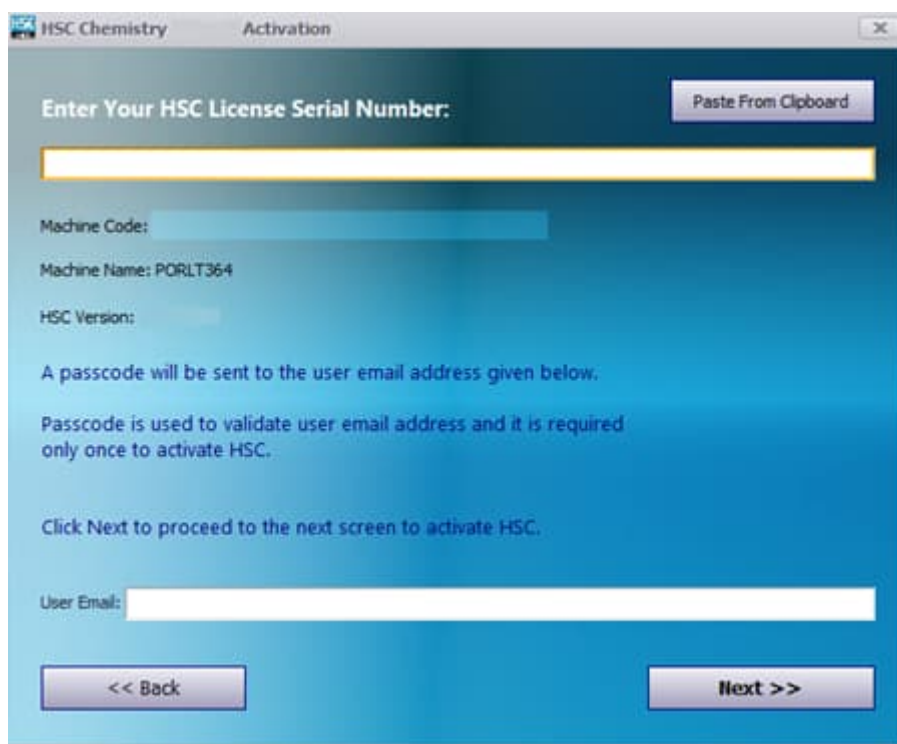 HSC Chemistry Activation
Paste From Clipboard
Enter Your HSC License Serial Number:
Machine Code:
Machine Name: PORLT364
HSC Version:
A passcode will be sent to the user email address given below.
Passcode is used to validate user email address and it is required
only once to activate HSC.
Click Next to proceed to the next screen to activate HSC.
User Email:
<< Back
Next >>